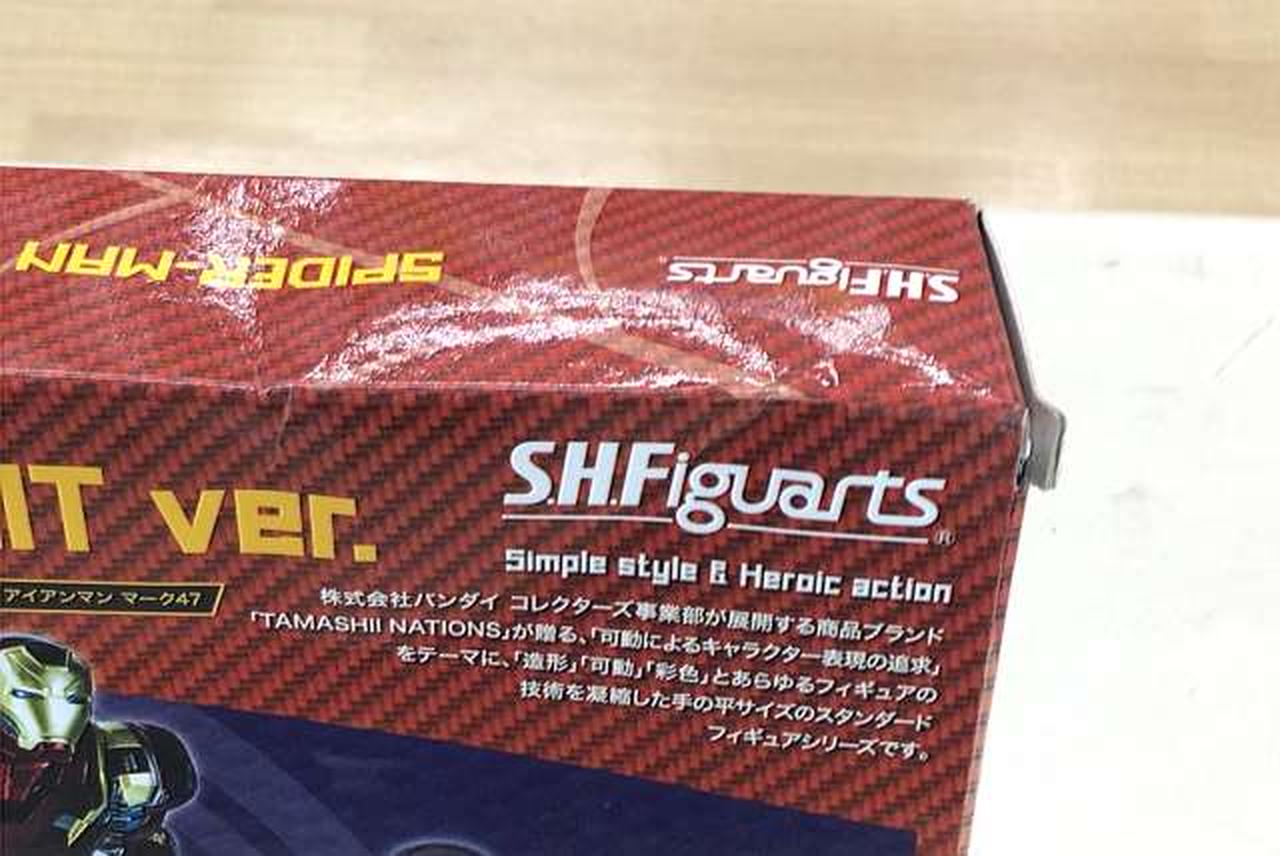 SPIDER-MAN
S.H.Figuarts
IT ver.
S.H.Figuarts®
Simple style & Heroic action
アイアンマン マーク47
株式会社バンダイ コレクターズ事業部が展開する商品ブランド
「TAMASHII NATIONS」が贈る、「可動によるキャラクター表現の追求」
をテーマに、「造形」「可動」「彩色」とあらゆるフィギュアの
技術を凝縮した手の平サイズのスタンダード
フィギュアシリーズです。